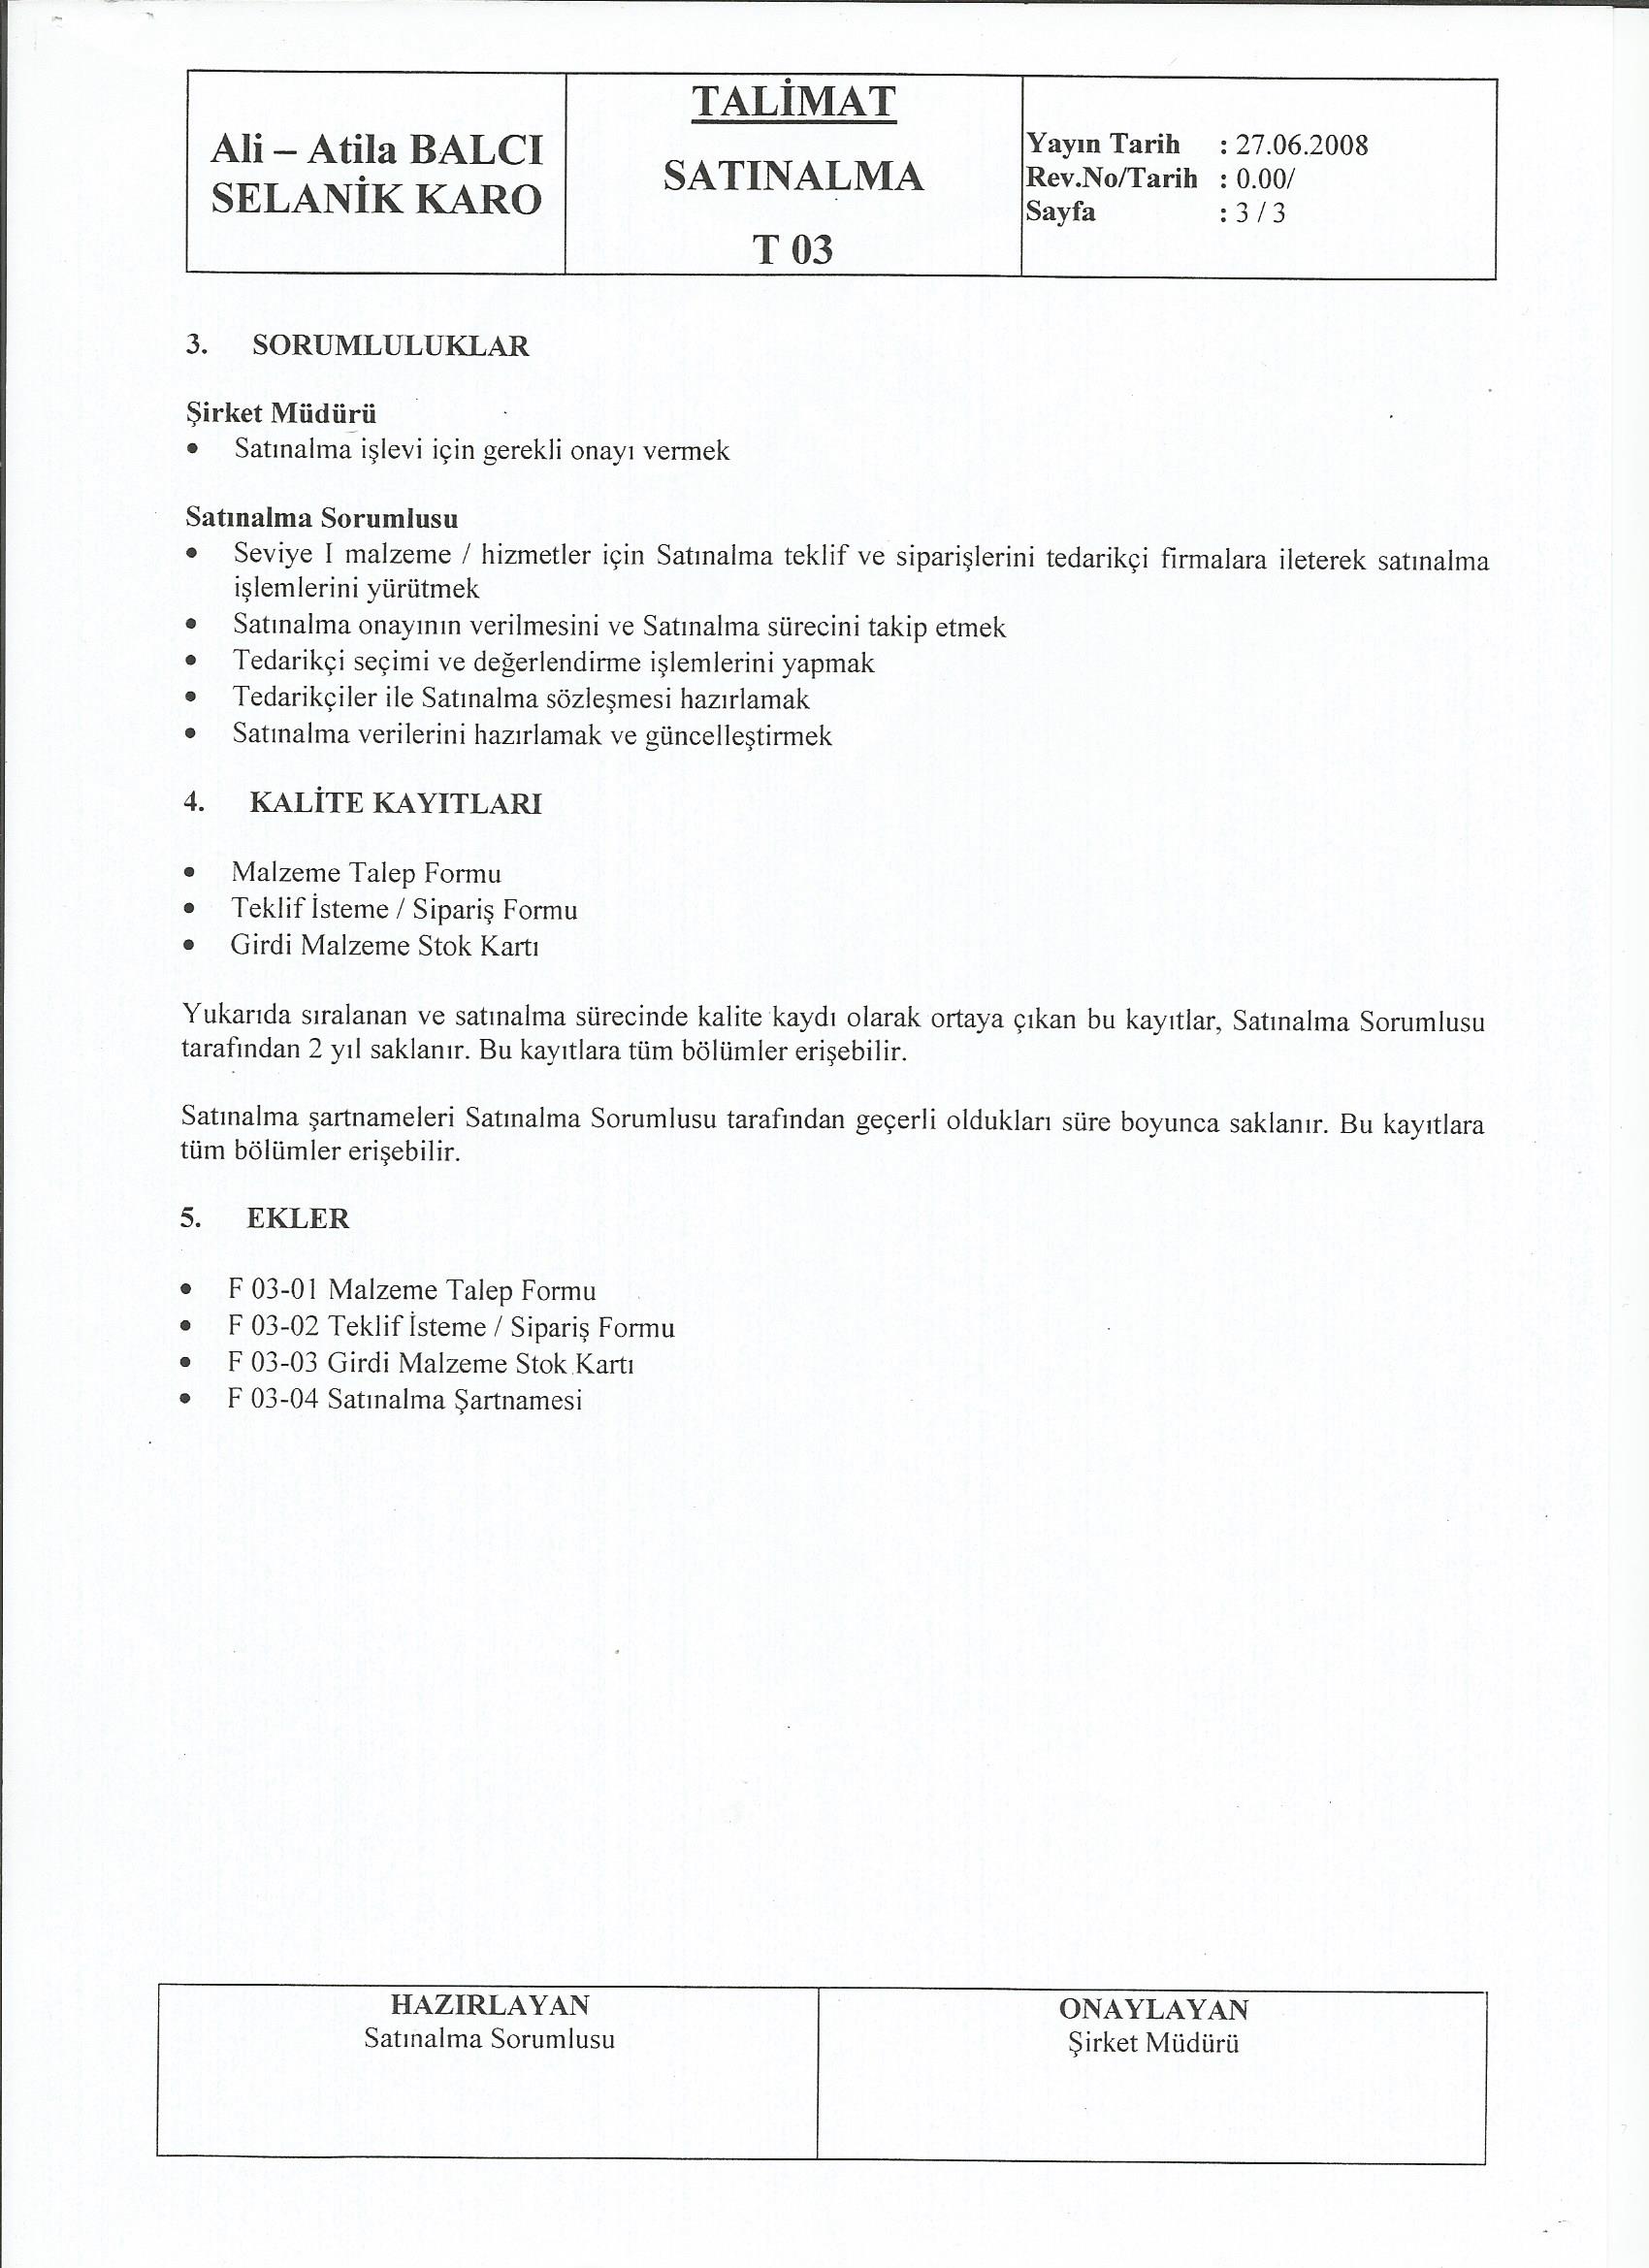 Ali – Atila BALCI
SELANİK KARO
TALİMAT
SATINALMA
T 03
Yayın Tarih : 27.06.2008
Rev.No/Tarih : 0.00/
Sayfa : 3 / 3
3. SORUMLULUKLAR
Şirket Müdürü
• Satınalma işlevi için gerekli onayı vermek
Satınalma Sorumlusu
• Seviye I malzeme / hizmetler için Satınalma teklif ve siparişlerini tedarikçi firmalara ileterek satınalma
işlemlerini yürütmek
• Satınalma onayının verilmesini ve Satınalma sürecini takip etmek
• Tedarikçi seçimi ve değerlendirme işlemlerini yapmak
• Tedarikçiler ile Satınalma sözleşmesi hazırlamak
• Satınalma verilerini hazırlamak ve güncelleştirmek
4. KALİTE KAYITLARI
• Malzeme Talep Formu
• Teklif İsteme / Sipariş Formu
• Girdi Malzeme Stok Kartı
Yukarıda sıralanan ve satınalma sürecinde kalite kaydı olarak ortaya çıkan bu kayıtlar, Satınalma Sorumlusu
tarafından 2 yıl saklanır. Bu kayıtlara tüm bölümler erişebilir.
Satınalma şartnameleri Satınalma Sorumlusu tarafından geçerli oldukları süre boyunca saklanır. Bu kayıtlara
tüm bölümler erişebilir.
5. EKLER
• F 03-01 Malzeme Talep Formu
• F 03-02 Teklif İsteme / Sipariş Formu
• F 03-03 Girdi Malzeme Stok Kartı
• F 03-04 Satınalma Şartnamesi
HAZIRLAYAN
Satınalma Sorumlusu
ONAYLAYAN
Şirket Müdürü